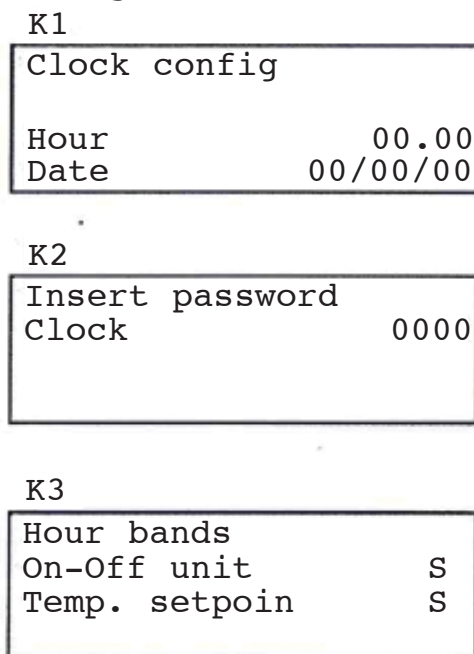 K1
Clock config
Hour 00.00
Date 00/00/00
K2
Insert password
Clock 0000
K3
Hour bands
On-Off unit S
Temp. setpoin S